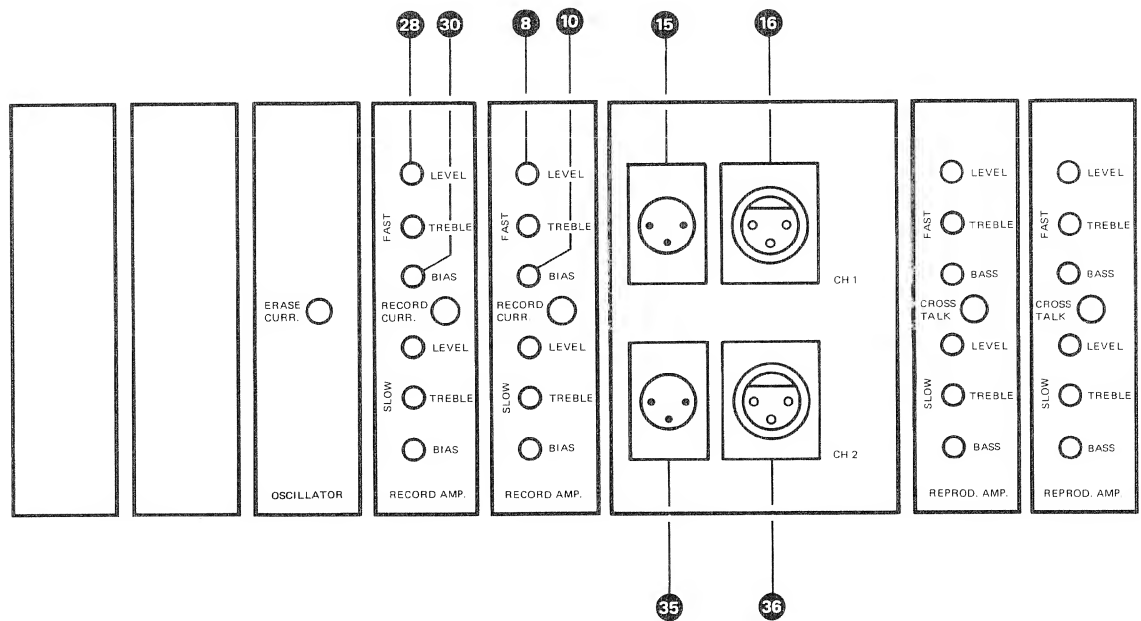 28 30 8 10 15 16
ERASE
CURR.
OSCILLATOR
LEVEL
FAST
TREBLE
BIAS
RECORD
CURR.
LEVEL
SLOW
TREBLE
BIAS
RECORD AMP.
LEVEL
FAST
TREBLE
BIAS
RECORD
CURR.
LEVEL
SLOW
TREBLE
BIAS
RECORD AMP.
CH 1
CH 2
LEVEL
FAST
TREBLE
BASS
CROSS
TALK
LEVEL
SLOW
TREBLE
BASS
REPROD. AMP.
LEVEL
FAST
TREBLE
BASS
CROSS
TALK
LEVEL
SLOW
TREBLE
BASS
REPROD. AMP.
35 36